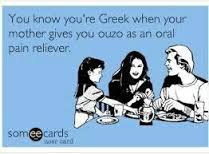 You know you're Greek when your
mother gives you ouzo as an oral
pain reliever.
someecards
user card